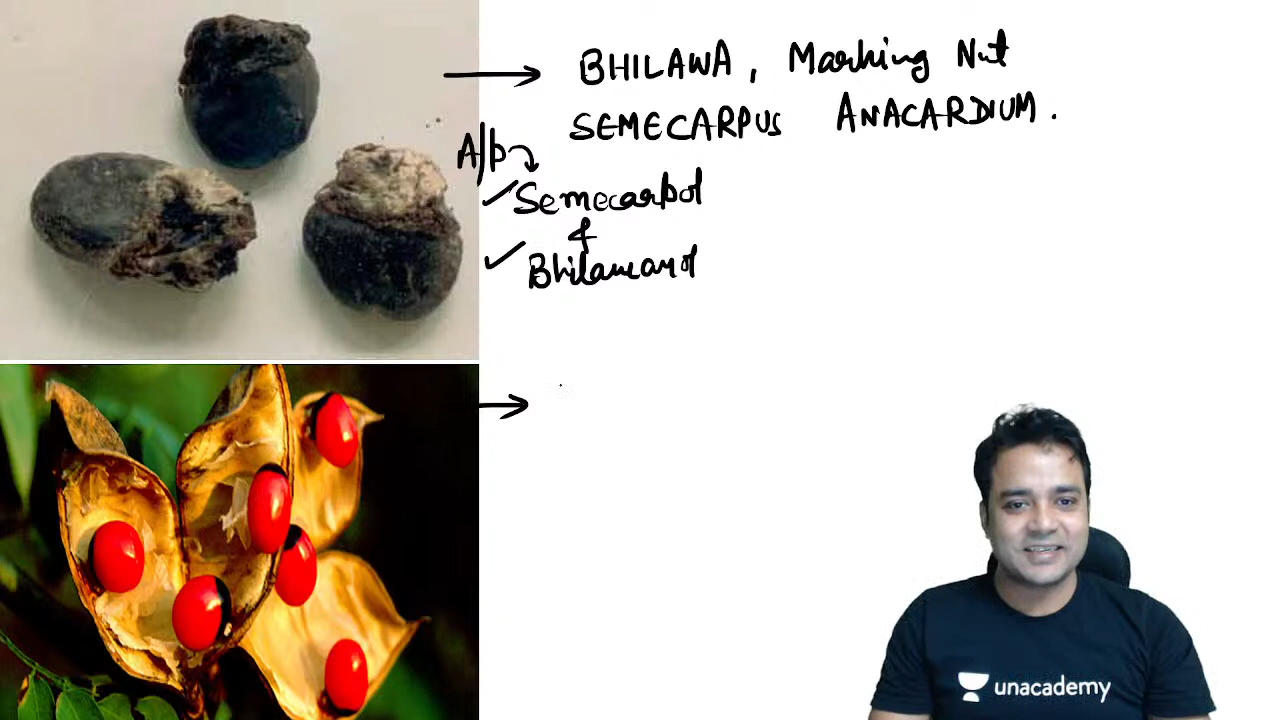 BHILAWA, Marking Nut
SEMECARPUS ANACARDIUM.
A/p
Semecarpol
&
Bhilawanol
unacademy